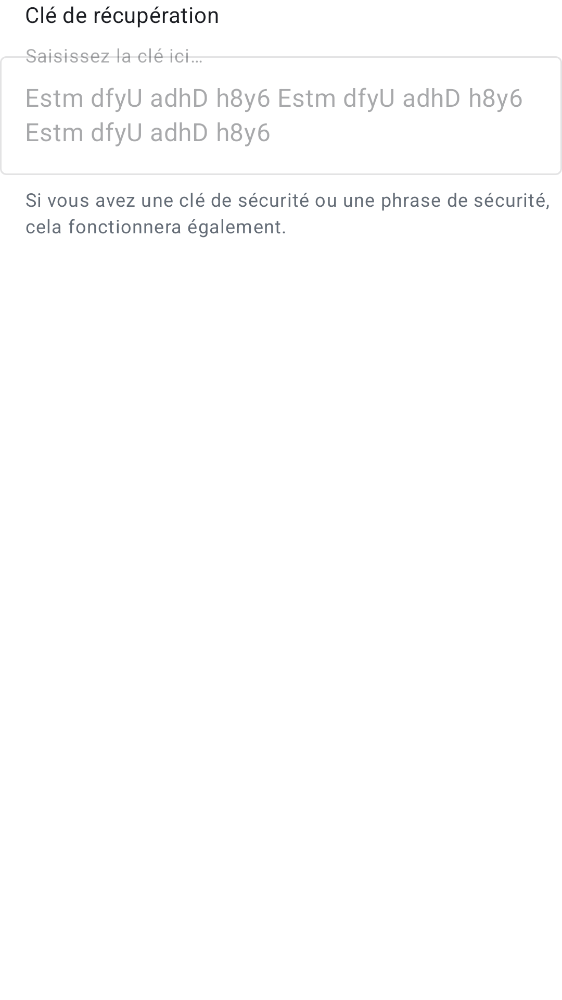 Clé de récupération
Saisissez la clé ici…
Estm dfyU adhD h8y6 Estm dfyU adhD h8y6
Estm dfyU adhD h8y6
Si vous avez une clé de sécurité ou une phrase de sécurité,
cela fonctionnera également.